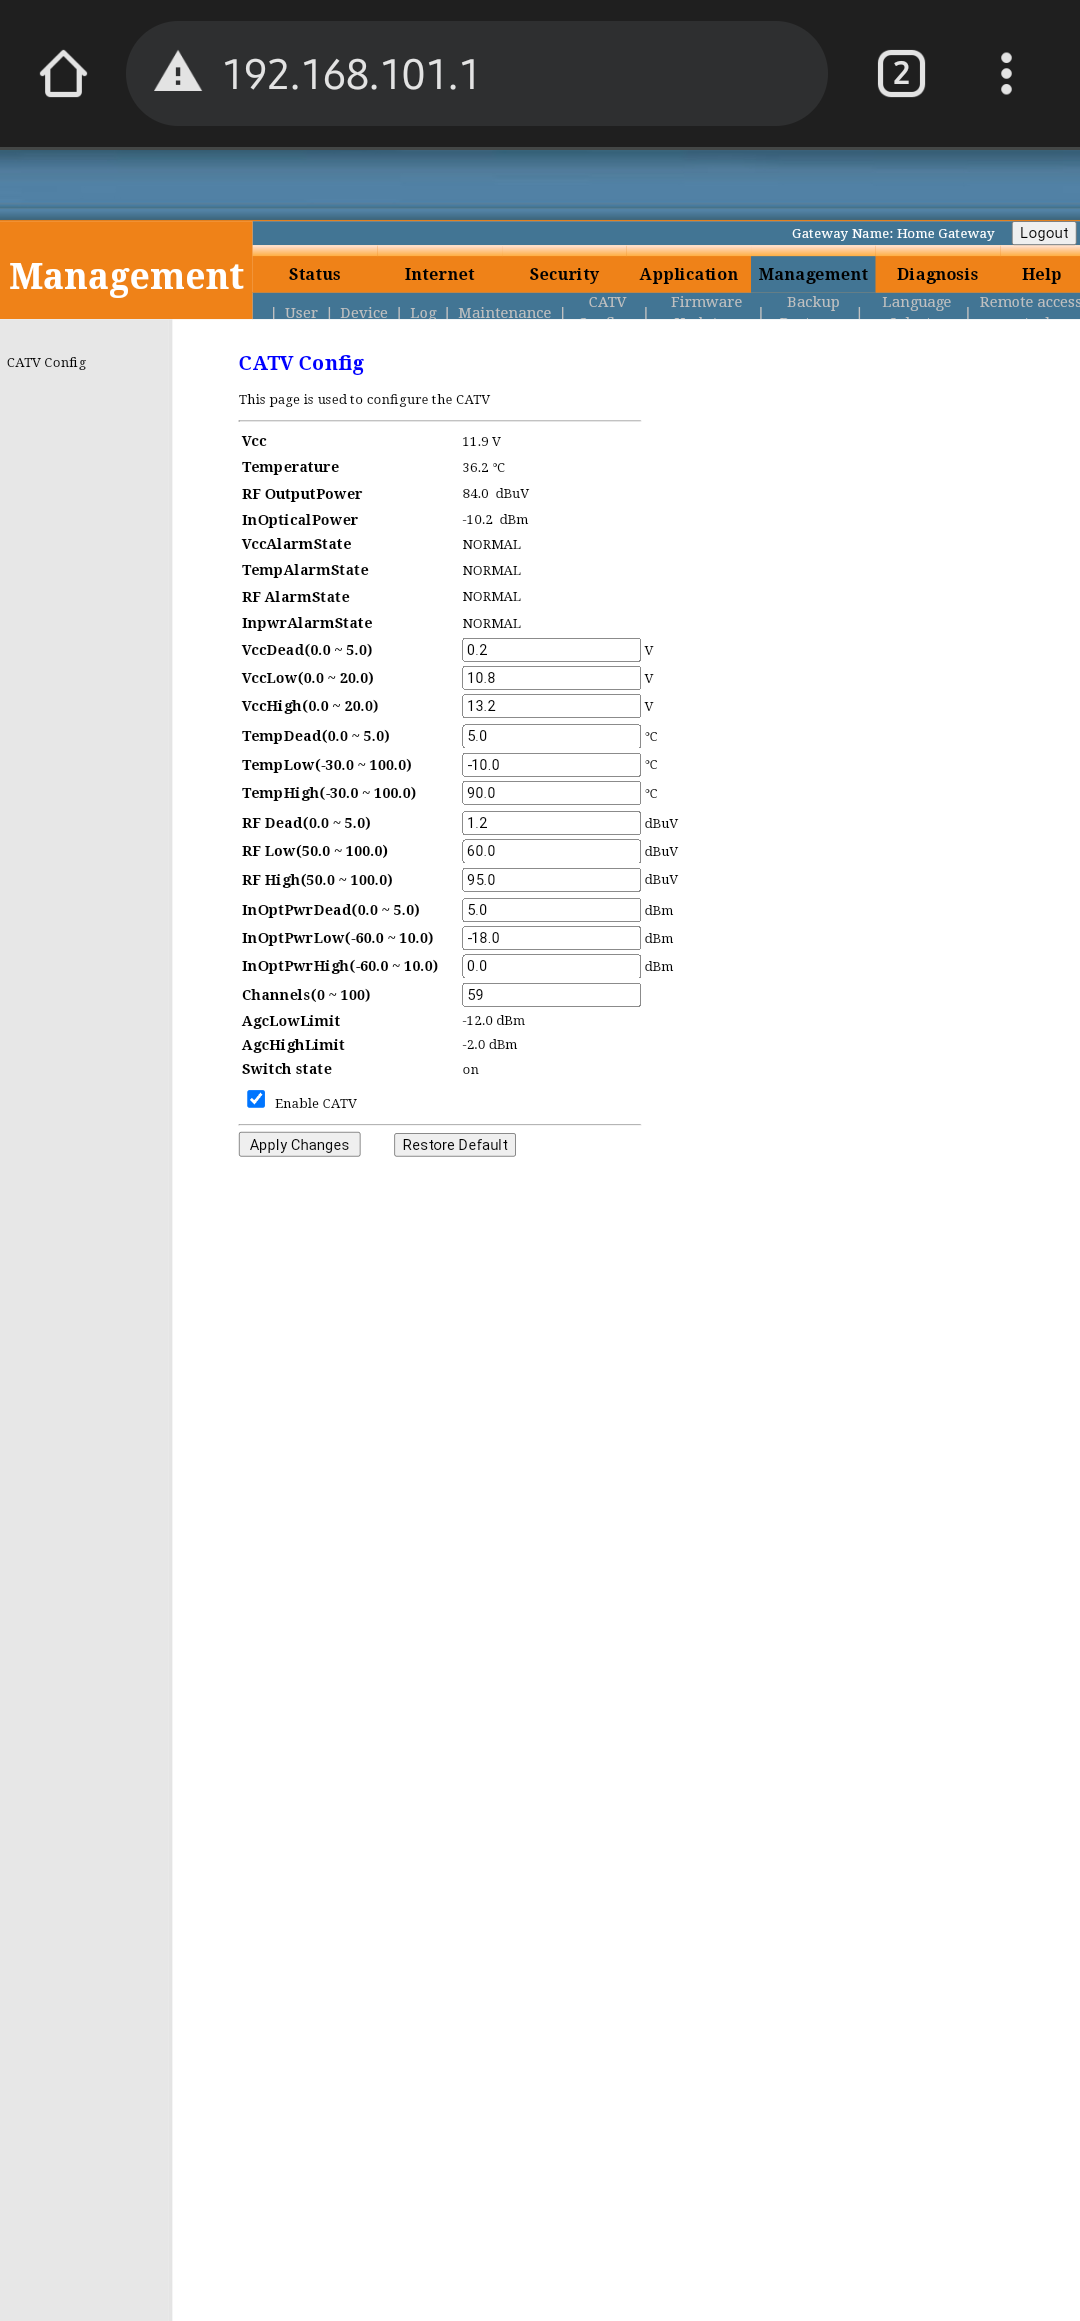 192.168.101.1
2
Gateway Name: Home Gateway Logout
Management
Status Internet Security Application Management Diagnosis Help
| User | Device | Log | Maintenance | CATV | Firmware | Backup | Language | Remote access
CATV Config
CATV Config
This page is used to configure the CATV
Vcc 11.9 V
Temperature 36.2 °C
RF OutputPower 84.0 dBuV
InOpticalPower -10.2 dBm
VccAlarmState NORMAL
TempAlarmState NORMAL
RF AlarmState NORMAL
InpwrAlarmState NORMAL
VccDead(0.0 ~ 5.0) 0.2 V
VccLow(0.0 ~ 20.0) 10.8 V
VccHigh(0.0 ~ 20.0) 13.2 V
TempDead(0.0 ~ 5.0) 5.0 °C
TempLow(-30.0 ~ 100.0) -10.0 °C
TempHigh(-30.0 ~ 100.0) 90.0 °C
RF Dead(0.0 ~ 5.0) 1.2 dBuV
RF Low(50.0 ~ 100.0) 60.0 dBuV
RF High(50.0 ~ 100.0) 95.0 dBuV
InOptPwrDead(0.0 ~ 5.0) 5.0 dBm
InOptPwrLow(-60.0 ~ 10.0) -18.0 dBm
InOptPwrHigh(-60.0 ~ 10.0) 0.0 dBm
Channels(0 ~ 100) 59
AgcLowLimit -12.0 dBm
AgcHighLimit -2.0 dBm
Switch state on
Enable CATV
Apply Changes Restore Default